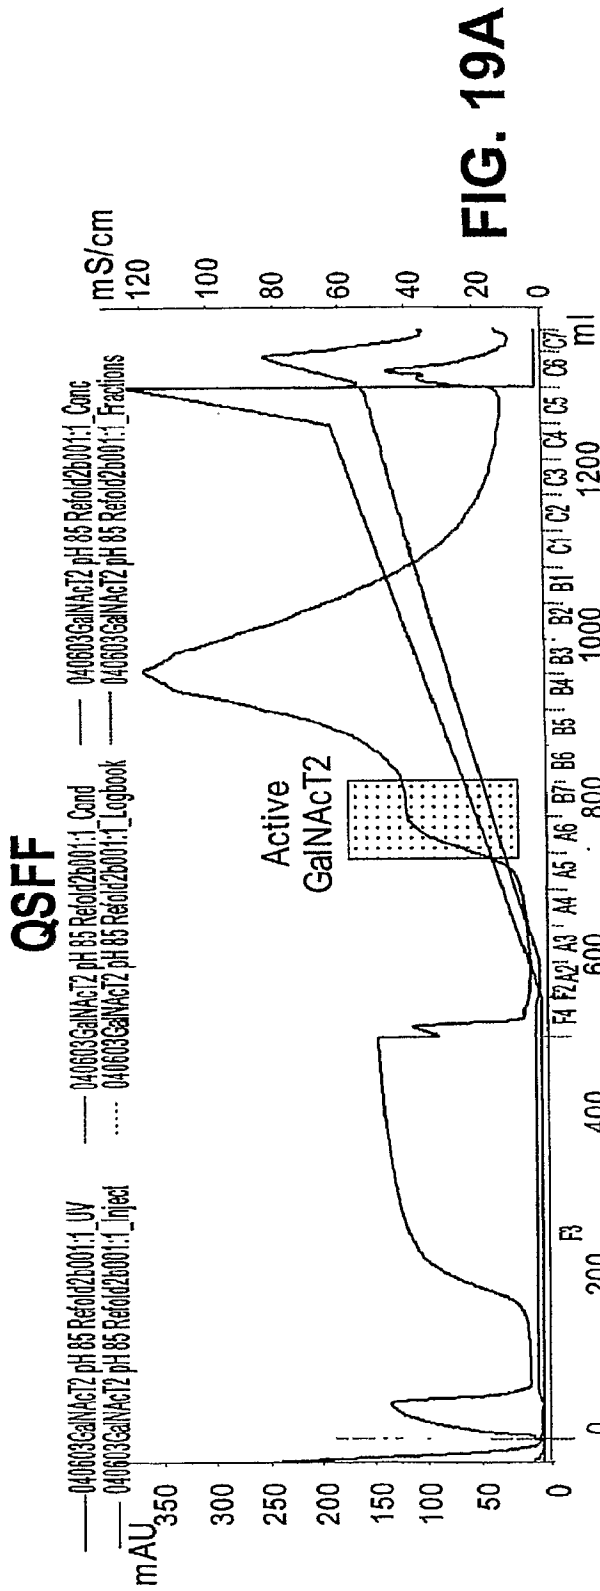 QSFF
040603GalNAcT2 pH 85 Refold2b001:1_UV
040603GalNAcT2 pH 85 Refold2b001:1_Cond
040603GalNAcT2 pH 85 Refold2b001:1_Conc
040603GalNAcT2 pH 85 Refold2b001:1_Inject
040603GalNAcT2 pH 85 Refold2b001:1_Logbook
040603GalNAcT2 pH 85 Refold2b001:1_Fractions
mAU
mS/cm
350
300
250
200
150
100
50
0
Active
GalNAcT2
120
100
80
60
40
20
0
F3 F4 F2 A2 A3 A4 A5 A6 B7 B6 B5 B4 B3 B2 B1 C1 C2 C3 C4 C5 C6 C7
0 200 400 600 800 1000 1200 ml
FIG. 19A